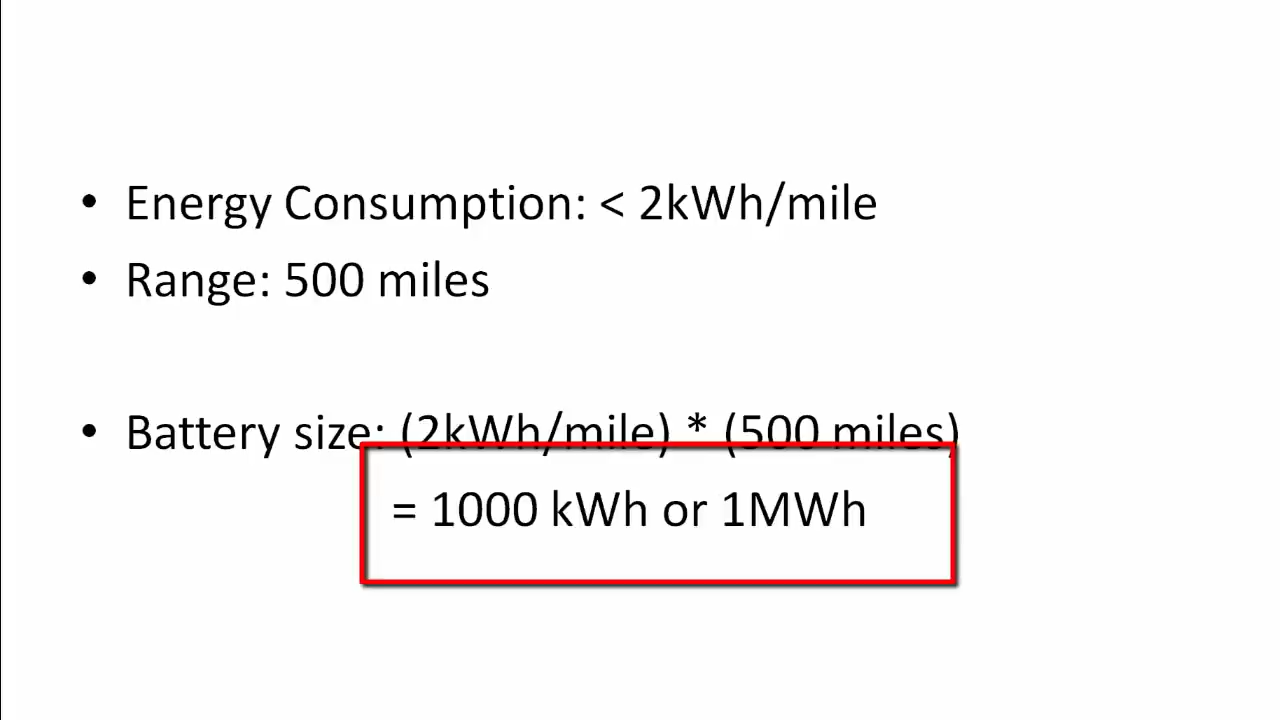 • Energy Consumption: < 2kWh/mile
• Range: 500 miles
• Battery size: (2kWh/mile) * (500 miles)
= 1000 kWh or 1MWh